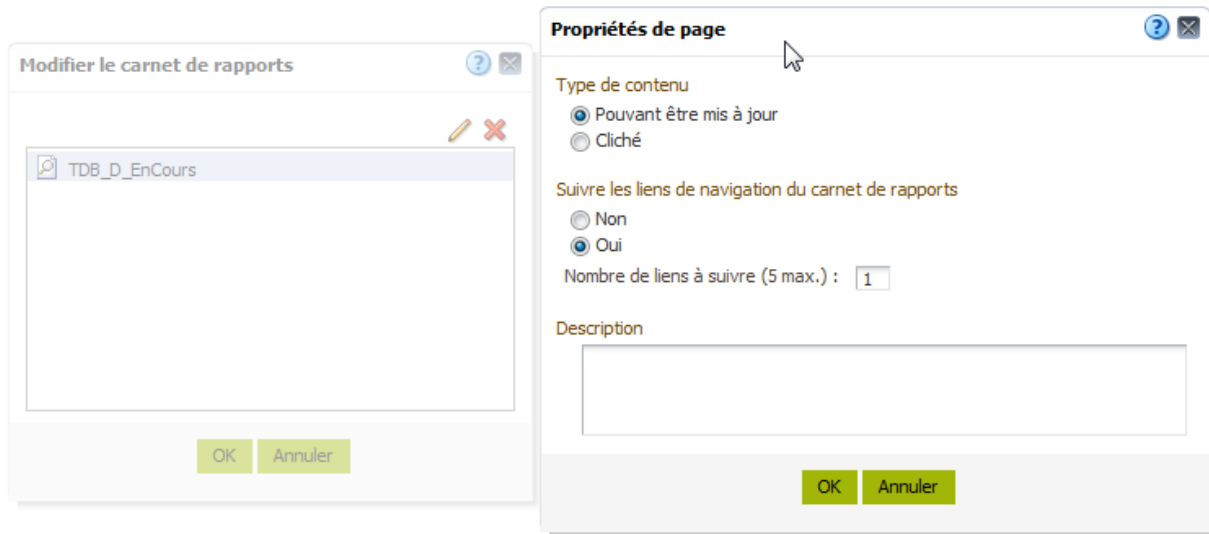 Modifier le carnet de rapports
TDB_D_EnCours
OK Annuler
Propriétés de page
Type de contenu
Pouvant être mis à jour
Cliché
Suivre les liens de navigation du carnet de rapports
Non
Oui
Nombre de liens à suivre (5 max.) : 1
Description
OK Annuler